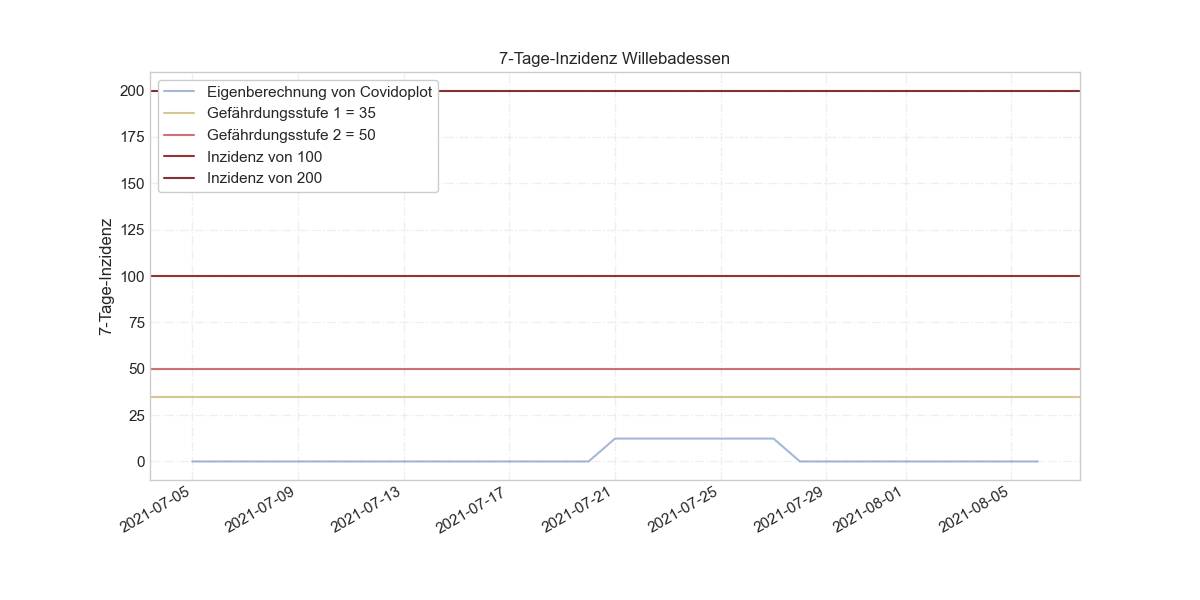 7-Tage-Inzidenz Willebadessen
Eigenberechnung von Covidoplot
Gefährdungsstufe 1 = 35
Gefährdungsstufe 2 = 50
Inzidenz von 100
Inzidenz von 200
7-Tage-Inzidenz
200
175
150
125
100
75
50
25
0
2021-07-05
2021-07-09
2021-07-13
2021-07-17
2021-07-21
2021-07-25
2021-07-29
2021-08-01
2021-08-05